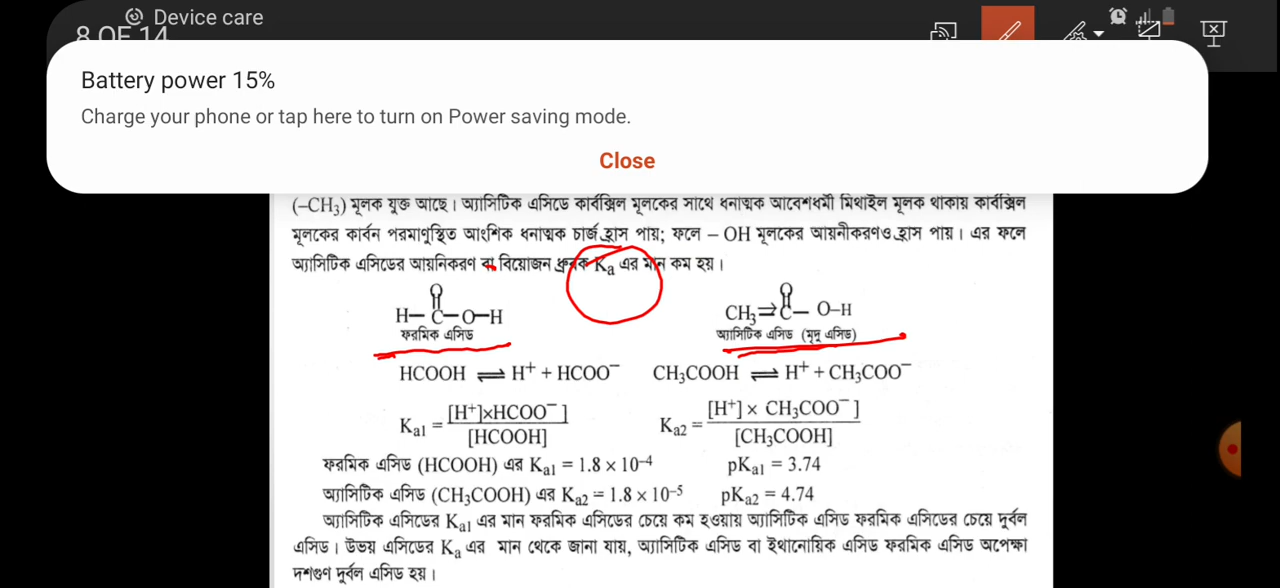 Device care
8 OF 14
Battery power 15%
Charge your phone or tap here to turn on Power saving mode.
Close
(–CH₃) মূলক যুক্ত আছে। অ্যাসিটিক এসিডে কার্বক্সিল মূলকের সাথে ধনাত্মক আবেশধর্মী মিথাইল মূলক থাকায় কার্বক্সিল
মূলকের কার্বন পরমাণুস্থিত আংশিক ধনাত্মক চার্জ হ্রাস পায়; ফলে – OH মূলকের আয়নীকরণও হ্রাস পায়। এর ফলে
অ্যাসিটিক এসিডের আয়নিকরণ বা বিয়োজন ধ্রুবক Kₐ এর মান কম হয়।
O O
H– C–O–H CH₃⇒C– O–H
ফরমিক এসিড অ্যাসিটিক এসিড (মৃদু এসিড)
HCOOH ⇌ H⁺ + HCOO⁻ CH₃COOH ⇌ H⁺ + CH₃COO⁻
[H⁺]×HCOO⁻ ] [H⁺] × CH₃COO⁻ ]
Kₐ₁ = Kₐ₂ =
[HCOOH] [CH₃COOH]
ফরমিক এসিড (HCOOH) এর Kₐ₁ = 1.8 × 10⁻⁴ pKₐ₁ = 3.74
অ্যাসিটিক এসিড (CH₃COOH) এর Kₐ₂ = 1.8 × 10⁻⁵ pKₐ₂ = 4.74
অ্যাসিটিক এসিডের Kₐ₁ এর মান ফরমিক এসিডের চেয়ে কম হওয়ায় অ্যাসিটিক এসিড ফরমিক এসিডের চেয়ে দুর্বল
এসিড। উভয় এসিডের Kₐ এর মান থেকে জানা যায়, অ্যাসিটিক এসিড বা ইথানোয়িক এসিড ফরমিক এসিড অপেক্ষা
দশগুণ দুর্বল এসিড হয়।